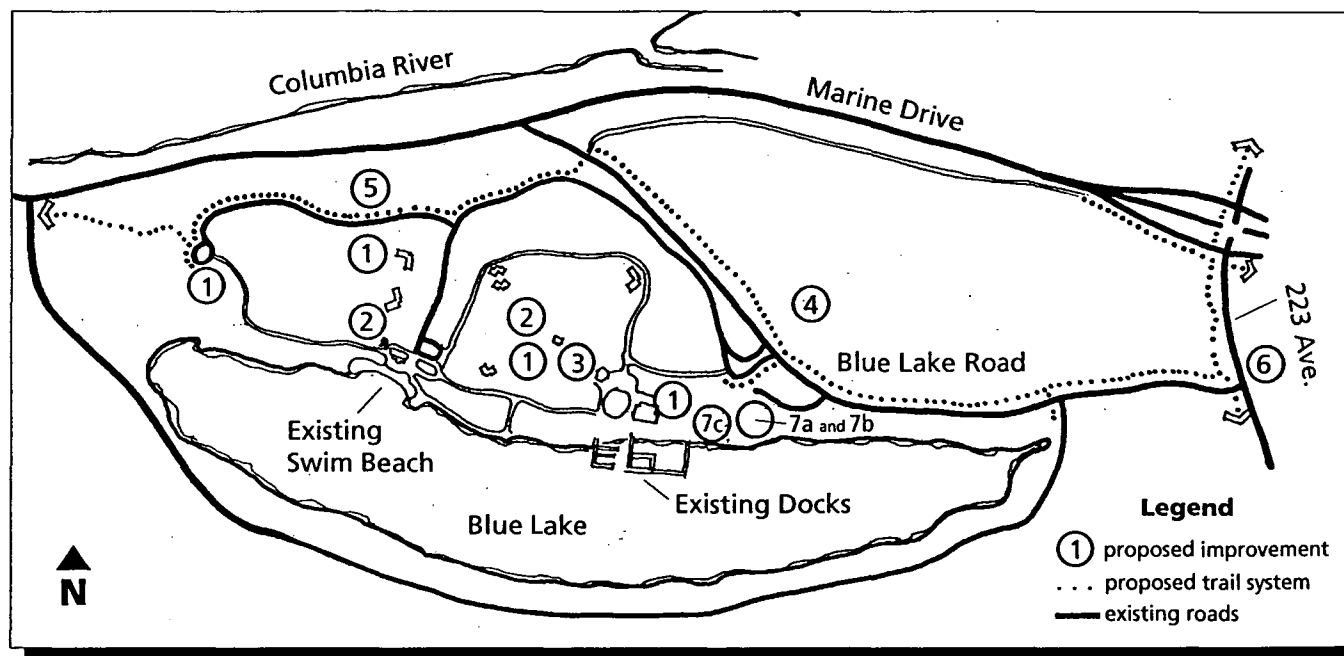 Columbia River
Marine Drive
5
1
1
2
2
1
3
1
4
Blue Lake Road
223 Ave.
6
7c
7a and 7b
Existing
Swim Beach
Existing Docks
Blue Lake
N
Legend
1 proposed improvement
... proposed trail system
existing roads